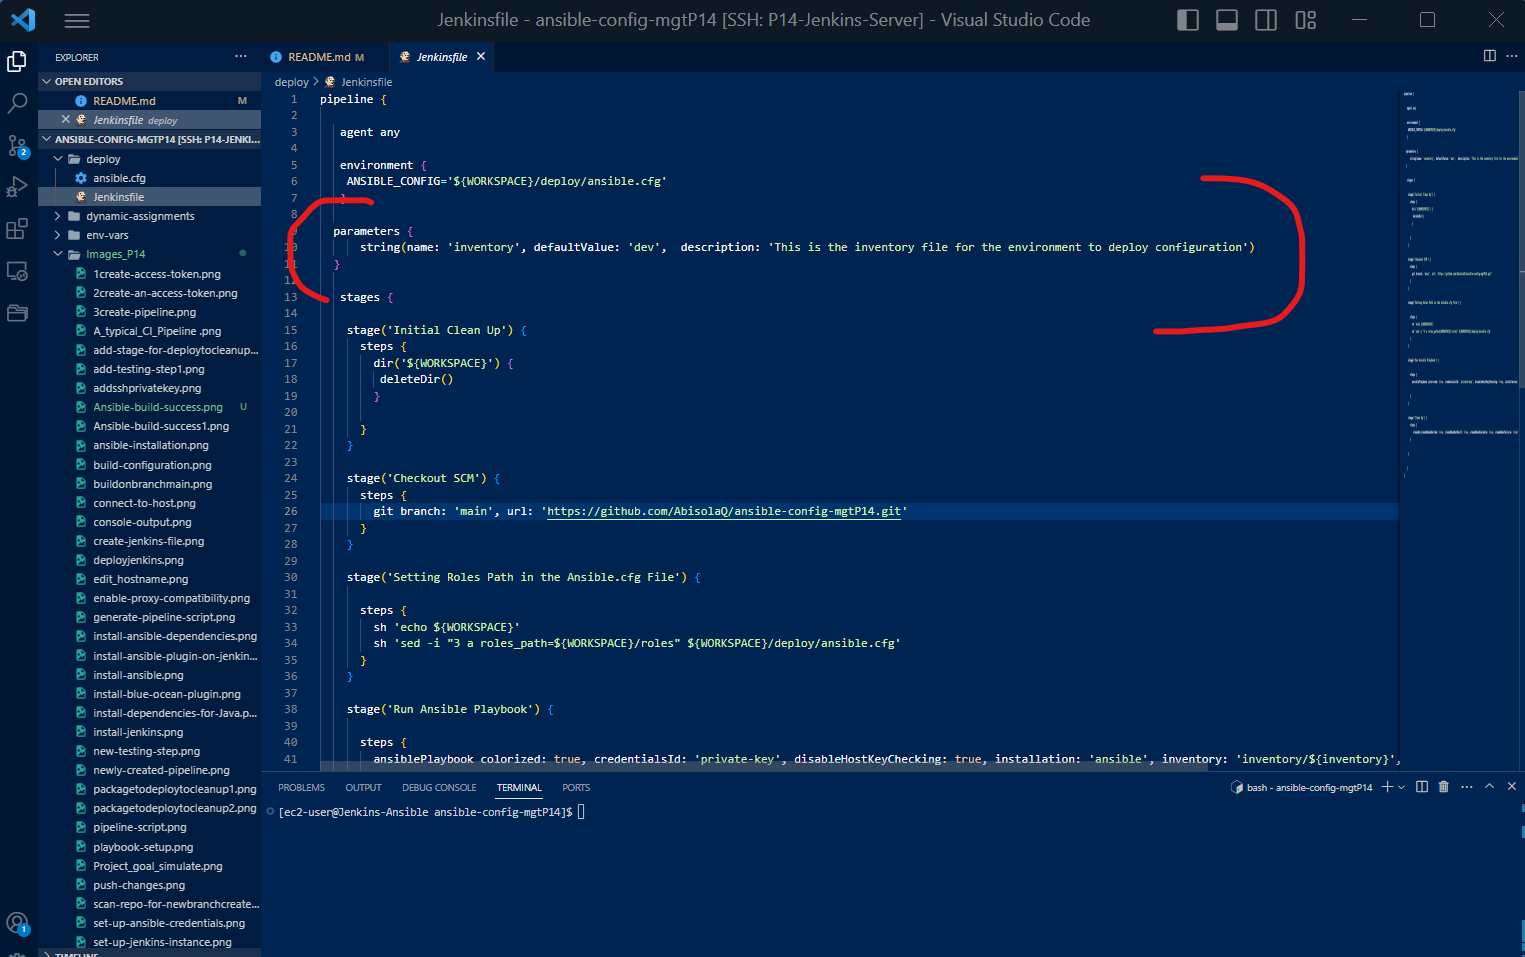 Jenkinsfile - ansible-config-mgtP14 [SSH: P14-Jenkins-Server] - Visual Studio Code
EXPLORER
OPEN EDITORS
README.md M
Jenkinsfile deploy
ANSIBLE-CONFIG-MGTP14 [SSH: P14-JENKI...
deploy
ansible.cfg
Jenkinsfile
dynamic-assignments
env-vars
Images_P14
1create-access-token.png
2create-an-access-token.png
3create-pipeline.png
A_typical_CI_Pipeline .png
add-stage-for-deploytocleanup...
add-testing-step1.png
addsshprivatekey.png
Ansible-build-success.png U
Ansible-build-success1.png
ansible-installation.png
build-configuration.png
buildonbranchmain.png
connect-to-host.png
console-output.png
create-jenkins-file.png
deployjenkins.png
edit_hostname.png
enable-proxy-compatibility.png
generate-pipeline-script.png
install-ansible-dependencies.png
install-ansible-plugin-on-jenkin...
install-ansible.png
install-blue-ocean-plugin.png
install-dependencies-for-Java.p...
install-jenkins.png
new-testing-step.png
newly-created-pipeline.png
packagetodeploytocleanup1.png
packagetodeploytocleanup2.png
pipeline-script.png
playbook-setup.png
Project_goal_simulate.png
push-changes.png
scan-repo-for-newbranchcreate...
set-up-ansible-credentials.png
set-up-jenkins-instance.png
TIMELINE
2
1
README.md M
Jenkinsfile
deploy > Jenkinsfile
1 pipeline {
2
3 agent any
4
5 environment {
6 ANSIBLE_CONFIG='${WORKSPACE}/deploy/ansible.cfg'
7 }
8
9 parameters {
10 string(name: 'inventory', defaultValue: 'dev', description: 'This is the inventory file for the environment to deploy configuration')
11 }
12
13 stages {
14
15 stage('Initial Clean Up') {
16 steps {
17 dir('${WORKSPACE}') {
18 deleteDir()
19 }
20
21 }
22 }
23
24 stage('Checkout SCM') {
25 steps {
26 git branch: 'main', url: 'https://github.com/AbisolaQ/ansible-config-mgtP14.git'
27 }
28 }
29
30 stage('Setting Roles Path in the Ansible.cfg File') {
31
32 steps {
33 sh 'echo ${WORKSPACE}'
34 sh 'sed -i "3 a roles_path=${WORKSPACE}/roles" ${WORKSPACE}/deploy/ansible.cfg'
35 }
36 }
37
38 stage('Run Ansible Playbook') {
39
40 steps {
41 ansiblePlaybook colorized: true, credentialsId: 'private-key', disableHostKeyChecking: true, installation: 'ansible', inventory: 'inventory/${inventory}',
PROBLEMS OUTPUT DEBUG CONSOLE TERMINAL PORTS
bash - ansible-config-mgtP14
[ec2-user@Jenkins-Ansible ansible-config-mgtP14]$